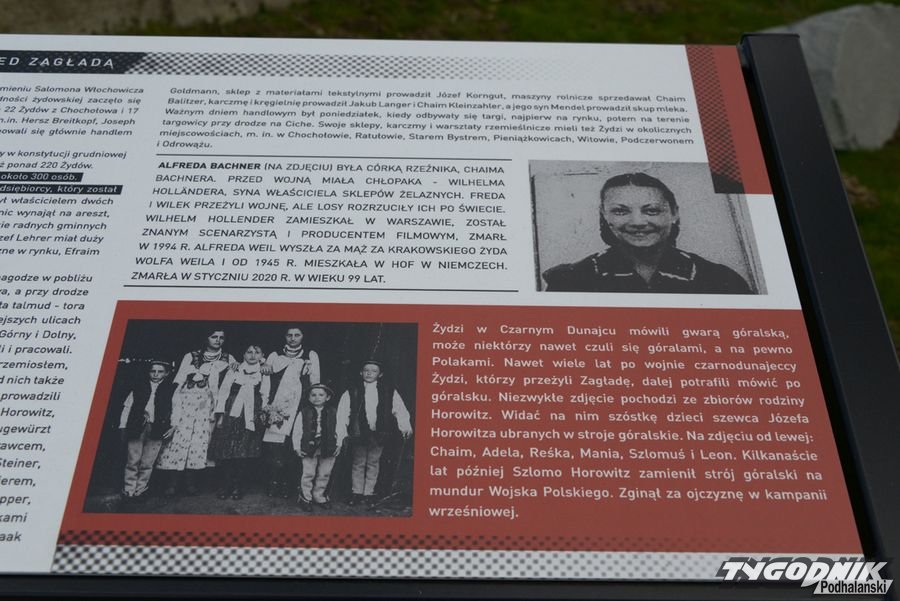 ED ZAGŁADĄ
mieniu Salomona Włochowicza
dności żydowskiej zaczęło się
22 Żydów z Chochołowa i 17
m.in. Hersz Breitkopf, Joseph
owali się głównie handlem
y w konstytucji grudniowej
ż ponad 220 Żydów.
około 300 osób.
dsiębiorcy, który został
ył właścicielem dwóch
nic wynajął na areszt,
ie radnych gminnych
zef Lehrer miał duży
zne w rynku, Efraim
agodze w pobliżu
a, a przy drodze
ta talmud - tora
ejszych ulicach
Górny i Dolny,
li i pracowali.
rzemiosłem,
d nich także
prowadzili
Horowitz,
ugewürzt
awcem,
Steiner,
ierem,
pper,
kami
aak
Goldmann, sklep z materiałami tekstylnymi prowadził Józef Korngut, maszyny rolnicze sprzedawał Chaim
Balitzer, karczmę i kręgielnię prowadził Jakub Langer i Chaim Kleinzahler, a jego syn Mendel prowadził skup mleka.
Ważnym dniem handlowym był poniedziałek, kiedy odbywały się targi, najpierw na rynku, potem na terenie
targowicy przy drodze na Ciche. Swoje sklepy, karczmy i warsztaty rzemieślnicze mieli też Żydzi w okolicznych
miejscowościach, m. in. w Chochołowie, Ratułowie, Starem Bystrem, Pieniążkowicach, Witowie, Podczerwonem
i Odrowążu.
ALFREDA BACHNER (NA ZDJĘCIU) BYŁA CÓRKĄ RZEŹNIKA, CHAIMA
BACHNERA. PRZED WOJNĄ MIAŁA CHŁOPAKA - WILHELMA
HOLLÄNDERA, SYNA WŁAŚCICIELA SKLEPÓW ŻELAZNYCH. FREDA
I WILEK PRZEŻYLI WOJNĘ, ALE LOSY ROZRZUCIŁY ICH PO ŚWIECIE.
WILHELM HOLLENDER ZAMIESZKAŁ W WARSZAWIE, ZOSTAŁ
ZNANYM SCENARZYSTĄ I PRODUCENTEM FILMOWYM, ZMARŁ
W 1994 R. ALFREDA WEIL WYSZŁA ZA MĄŻ ZA KRAKOWSKIEGO ŻYDA
WOLFA WEILA I OD 1945 R. MIESZKAŁA W HOF W NIEMCZECH.
ZMARŁA W STYCZNIU 2020 R. W WIEKU 99 LAT.
Żydzi w Czarnym Dunajcu mówili gwarą góralską,
może niektórzy nawet czuli się góralami, a na pewno
Polakami. Nawet wiele lat po wojnie czarnodunajeccy
Żydzi, którzy przeżyli Zagładę, dalej potrafili mówić po
góralsku. Niezwykłe zdjęcie pochodzi ze zbiorów rodziny
Horowitz. Widać na nim szóstkę dzieci szewca Józefa
Horowitza ubranych w stroje góralskie. Na zdjęciu od lewej:
Chaim, Adela, Reśka, Mania, Szlomuś i Leon. Kilkanaście
lat później Szlomo Horowitz zamienił strój góralski na
mundur Wojska Polskiego. Zginął za ojczyznę w kampanii
wrześniowej.
TYGODNIK
Podhalański